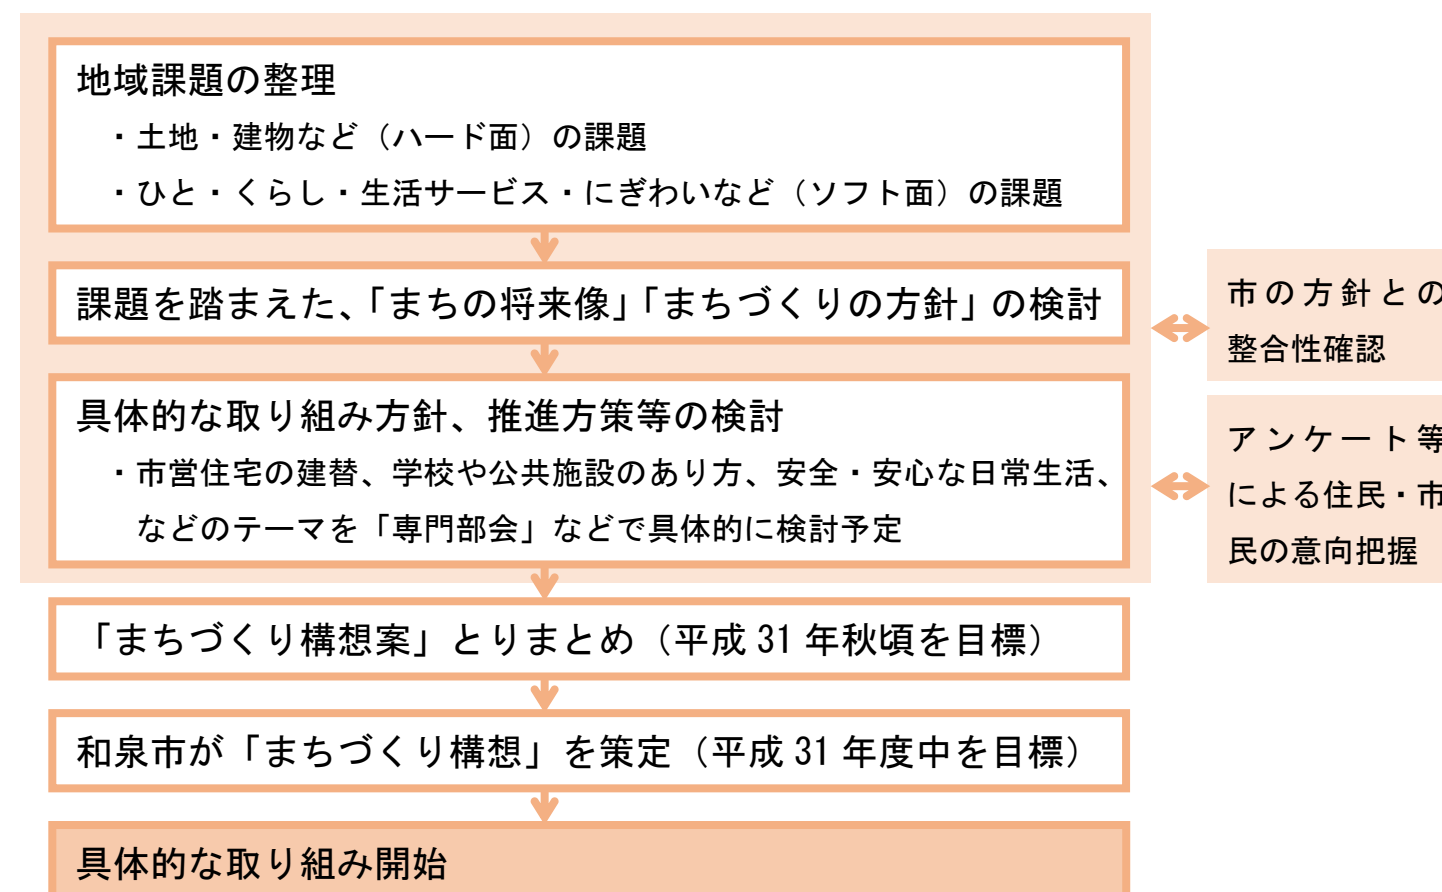 地域課題の整理
・土地・建物など（ハード面）の課題
・ひと・くらし・生活サービス・にぎわいなど（ソフト面）の課題
課題を踏まえた、「まちの将来像」「まちづくりの方針」の検討
市の方針との
整合性確認
具体的な取り組み方針、推進方策等の検討
・市営住宅の建替、学校や公共施設のあり方、安全・安心な日常生活、
などのテーマを「専門部会」などで具体的に検討予定
アンケート等
による住民・市
民の意向把握
「まちづくり構想案」とりまとめ（平成 31 年秋頃を目標）
和泉市が「まちづくり構想」を策定（平成 31 年度中を目標）
具体的な取り組み開始